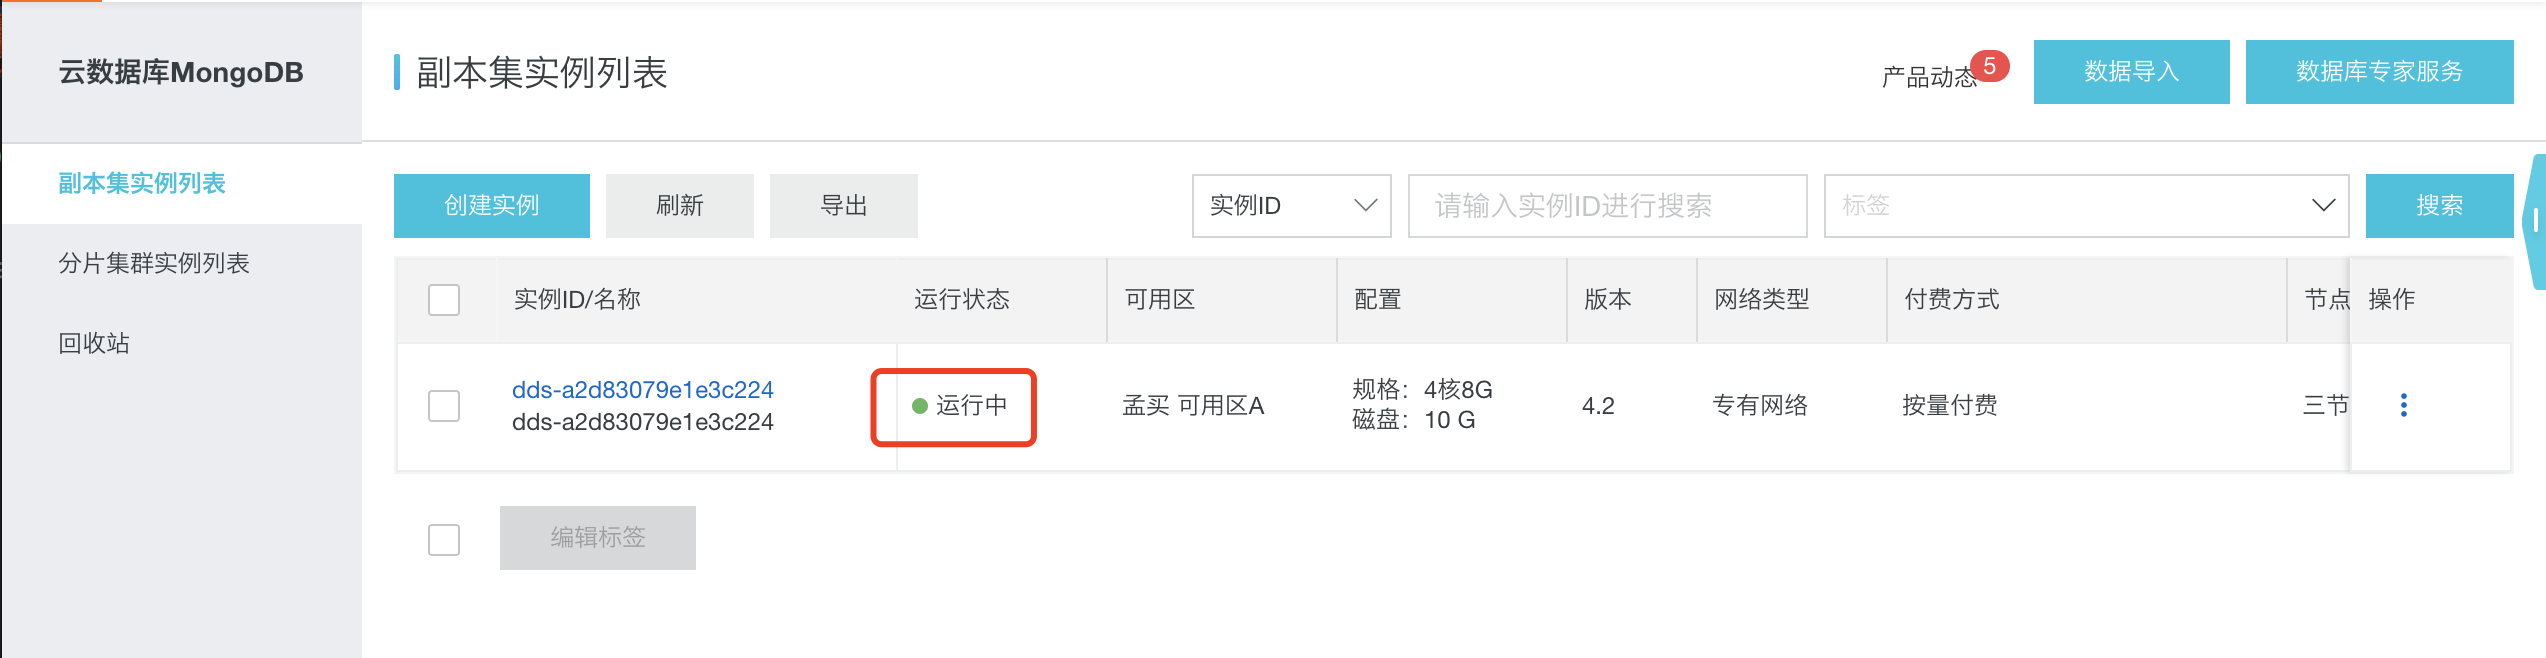 云数据库MongoDB
副本集实例列表
产品动态 5
数据导入
数据库专家服务
副本集实例列表
分片集群实例列表
回收站
创建实例
刷新
导出
实例ID
请输入实例ID进行搜索
标签
搜索
实例ID/名称
运行状态
可用区
配置
版本
网络类型
付费方式
节点
操作
dds-a2d83079e1e3c224
dds-a2d83079e1e3c224
运行中
孟买 可用区A
规格：4核8G
磁盘：10 G
4.2
专有网络
按量付费
三节
编辑标签